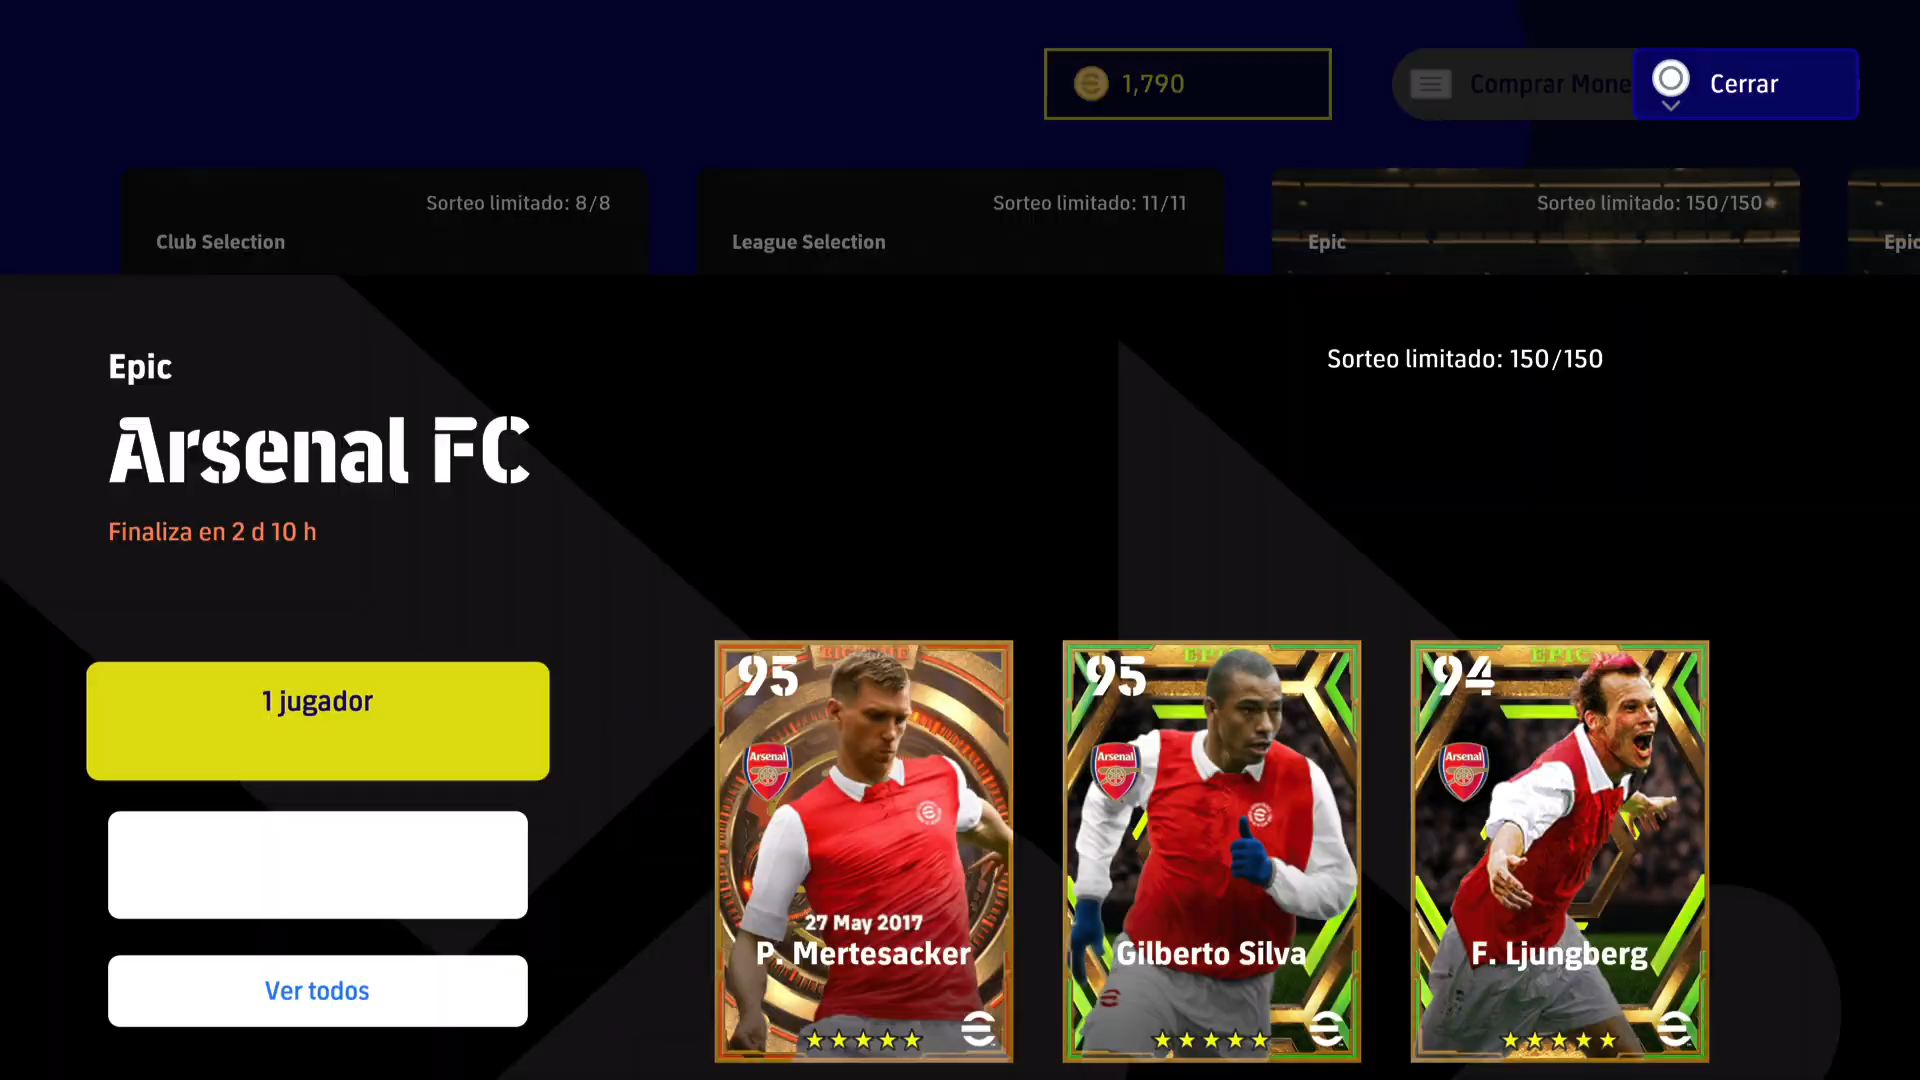 1,790
Comprar Mone
Cerrar
Sorteo limitado: 8/8
Club Selection
Sorteo limitado: 11/11
League Selection
Sorteo limitado: 150/150
Epic
Epic
Epic
Sorteo limitado: 150/150
Arsenal FC
Finaliza en 2 d 10 h
1 jugador
Ver todos
95
Arsenal
27 May 2017
P. Mertesacker
EPIC
95
Arsenal
Gilberto Silva
EPIC
94
Arsenal
F. Ljungberg